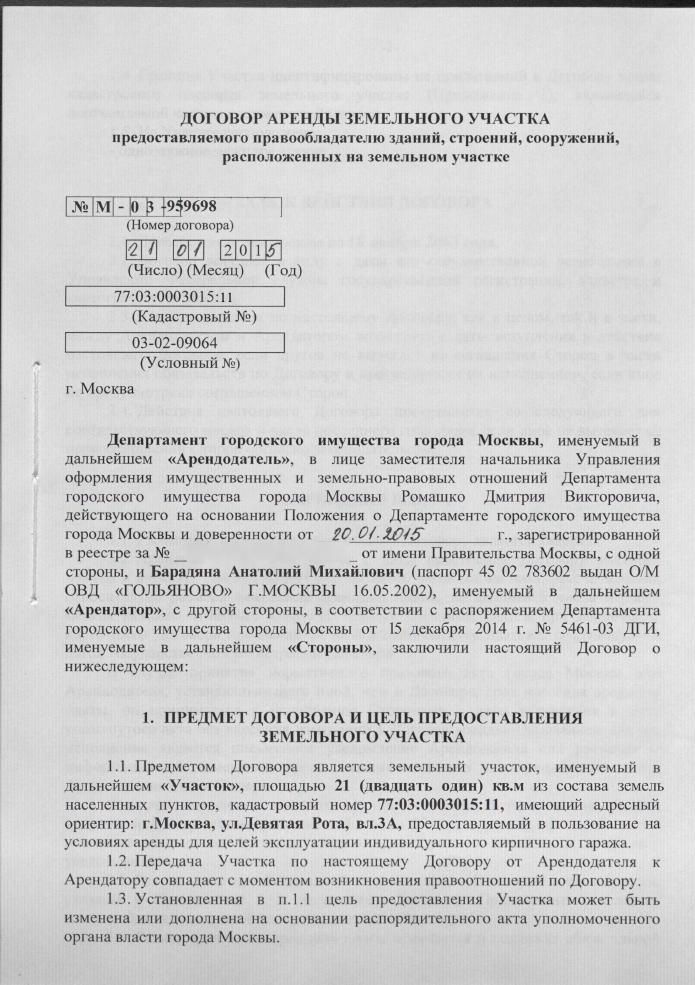 ДОГОВОР АРЕНДЫ ЗЕМЕЛЬНОГО УЧАСТКА
предоставляемого правообладателю зданий, строений, сооружений,
расположенных на земельном участке
№ М - 0 3 -959698
(Номер договора)
21 01 2015
(Число) (Месяц) (Год)
77:03:0003015:11
(Кадастровый №)
03-02-09064
(Условный №)
г. Москва
Департамент городского имущества города Москвы, именуемый в
дальнейшем «Арендодатель», в лице заместителя начальника Управления
оформления имущественных и земельно-правовых отношений Департамента
городского имущества города Москвы Ромашко Дмитрия Викторовича,
действующего на основании Положения о Департаменте городского имущества
города Москвы и доверенности от 20.01.2015 г., зарегистрированной
в реестре за № _ _ от имени Правительства Москвы, с одной
стороны, и Барадяна Анатолий Михайлович (паспорт 45 02 783602 выдан О/М
ОВД «ГОЛЬЯНОВО» Г.МОСКВЫ 16.05.2002), именуемый в дальнейшем
«Арендатор», с другой стороны, в соответствии с распоряжением Департамента
городского имущества города Москвы от 15 декабря 2014 г. № 5461-03 ДГИ,
именуемые в дальнейшем «Стороны», заключили настоящий Договор о
нижеследующем:
1. ПРЕДМЕТ ДОГОВОРА И ЦЕЛЬ ПРЕДОСТАВЛЕНИЯ
ЗЕМЕЛЬНОГО УЧАСТКА
1.1. Предметом Договора является земельный участок, именуемый в
дальнейшем «Участок», площадью 21 (двадцать один) кв.м из состава земель
населенных пунктов, кадастровый номер 77:03:0003015:11, имеющий адресный
ориентир: г.Москва, ул.Девятая Рота, вл.3А, предоставляемый в пользование на
условиях аренды для целей эксплуатации индивидуального кирпичного гаража.
1.2. Передача Участка по настоящему Договору от Арендодателя к
Арендатору совпадает с моментом возникновения правоотношений по Договору.
1.3. Установленная в п.1.1 цель предоставления Участка может быть
изменена или дополнена на основании распорядительного акта уполномоченного
органа власти города Москвы.